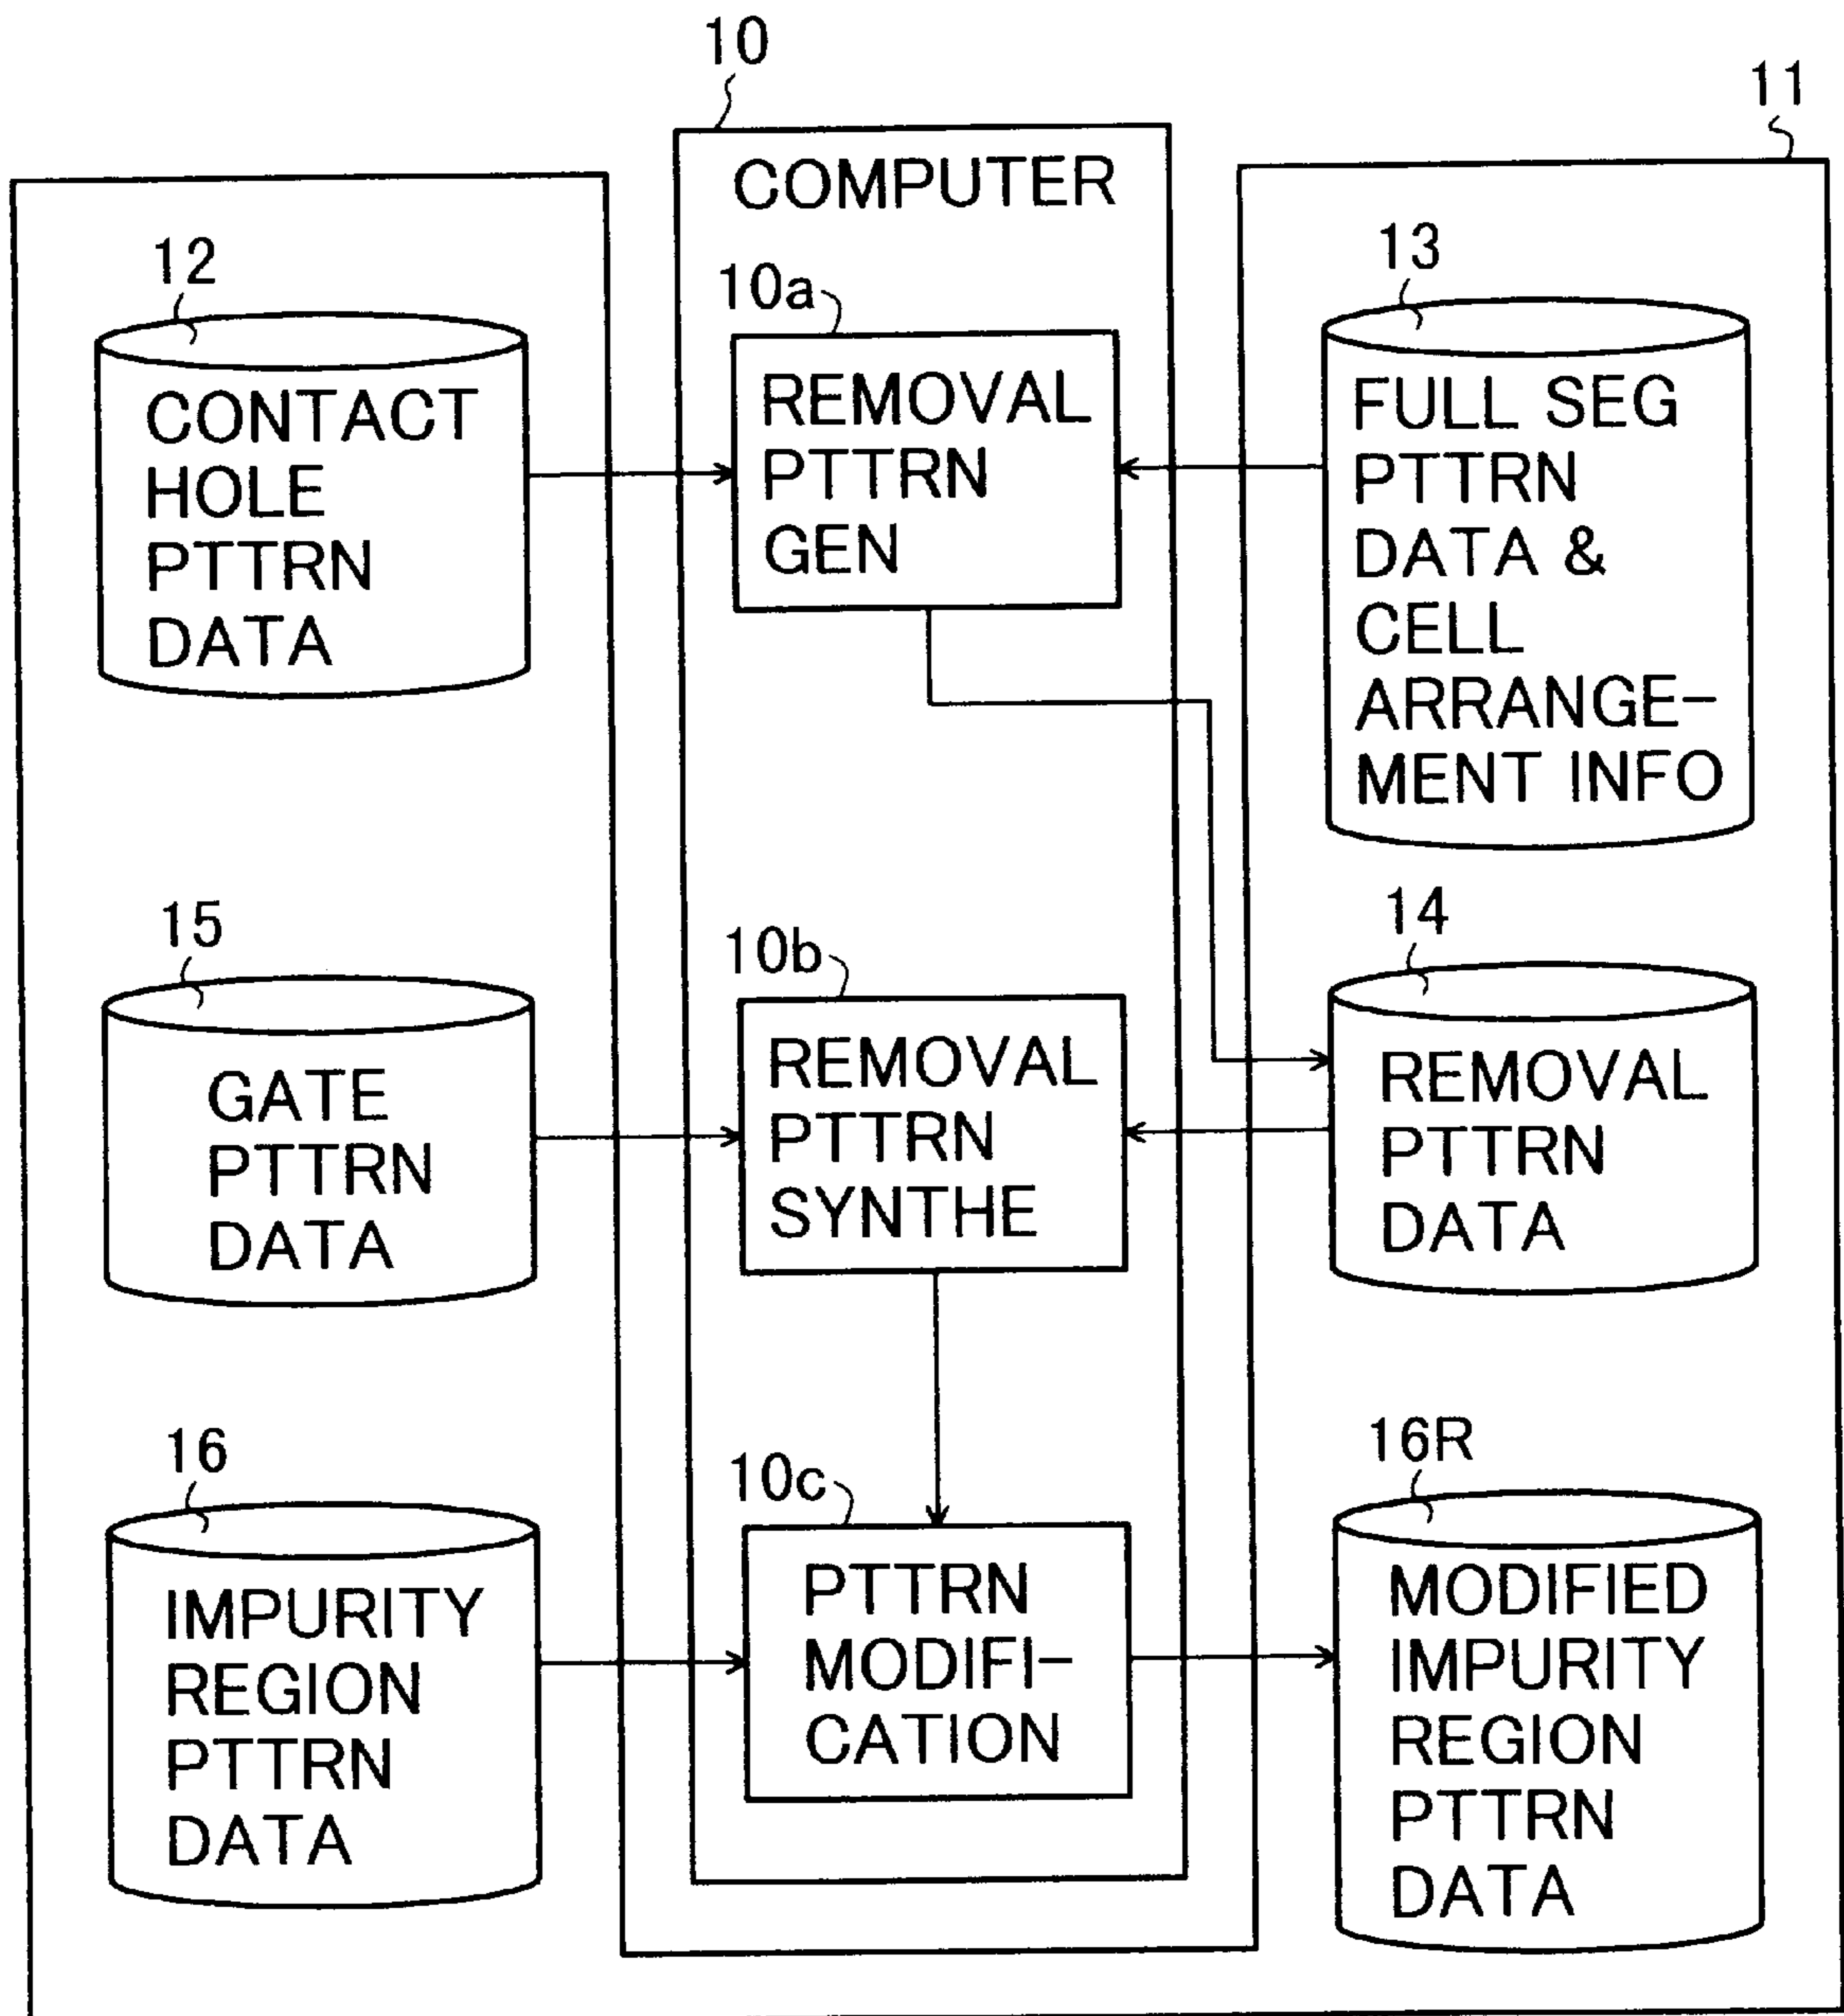 10
11
COMPUTER
12
CONTACT
HOLE
PTTRN
DATA
10a
REMOVAL
PTTRN
GEN
13
FULL SEG
PTTRN
DATA &
CELL
ARRANGE-
MENT INFO
15
GATE
PTTRN
DATA
10b
REMOVAL
PTTRN
SYNTHE
14
REMOVAL
PTTRN
DATA
16
IMPURITY
REGION
PTTRN
DATA
10c
PTTRN
MODIFI-
CATION
16R
MODIFIED
IMPURITY
REGION
PTTRN
DATA